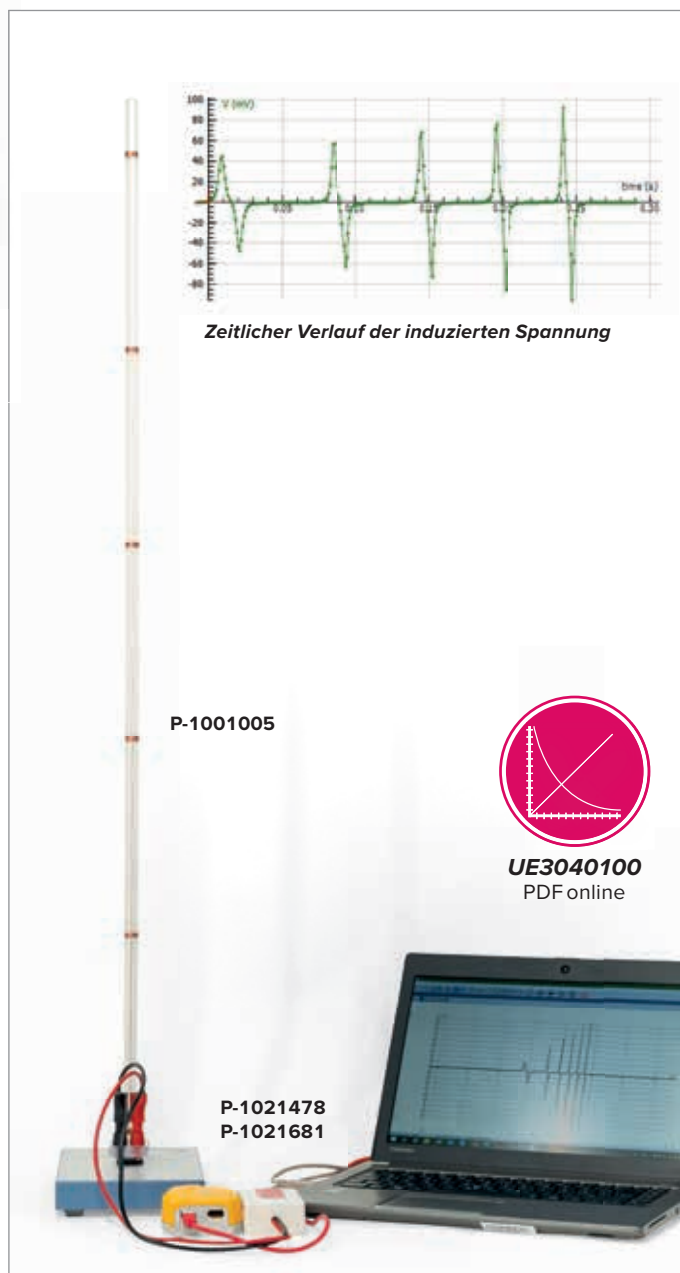 V (mV)
100
80
60
40
20
-20
-40
-60
-80
time (s)
Zeitlicher Verlauf der induzierten Spannung
P-1001005
UE3040100
PDF online
P-1021478
P-1021681